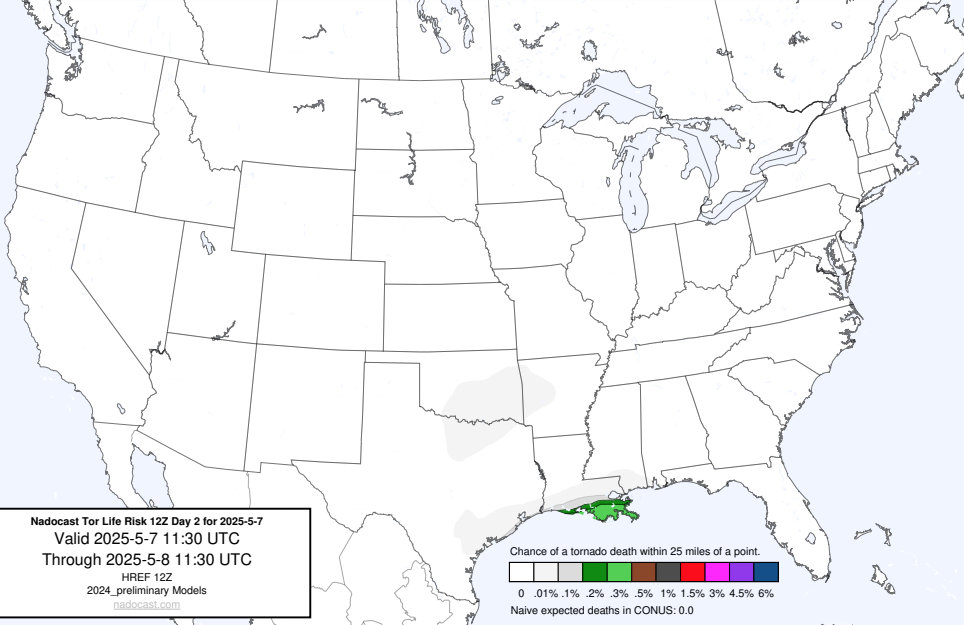 Nadocast Tor Life Risk 12Z Day 2 for 2025-5-7
Valid 2025-5-7 11:30 UTC
Through 2025-5-8 11:30 UTC
HREF 12Z
2024_preliminary Models
nadocast.com
Chance of a tornado death within 25 miles of a point.
0 .01% .1% .2% .3% .5% 1% 1.5% 3% 4.5% 6%
Naive expected deaths in CONUS: 0.0